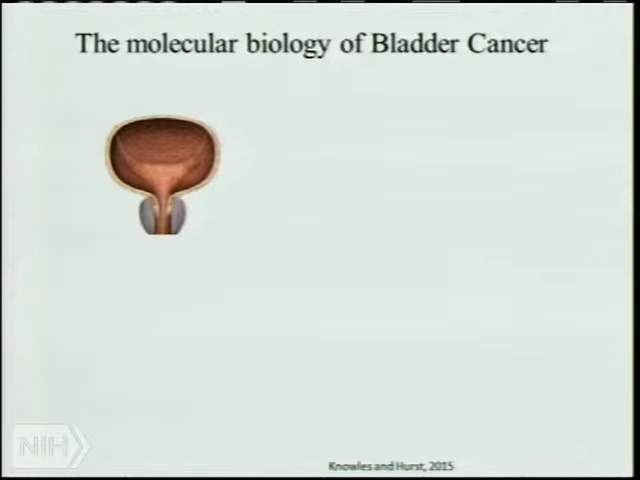 The molecular biology of Bladder Cancer
NIH
Knowles and Hurst, 2015